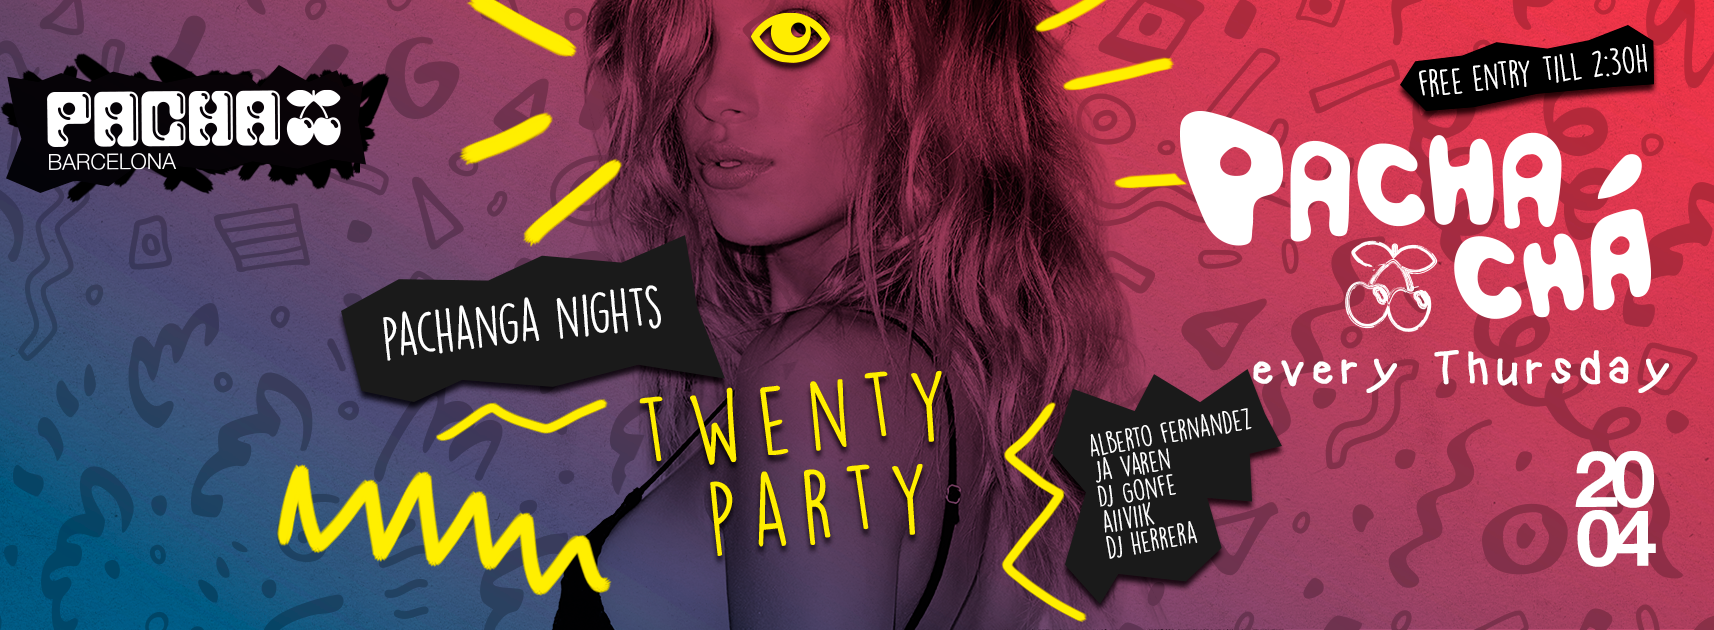 PACHA
BARCELONA
FREE ENTRY TILL 2:30H
PACHA
CHÁ
every Thursday
PACHANGA NIGHTS
TWENTY
PARTY
ALBERTO FERNANDEZ
JA VAREN
DJ GONFE
AIIVIIK
DJ HERRERA
20
04